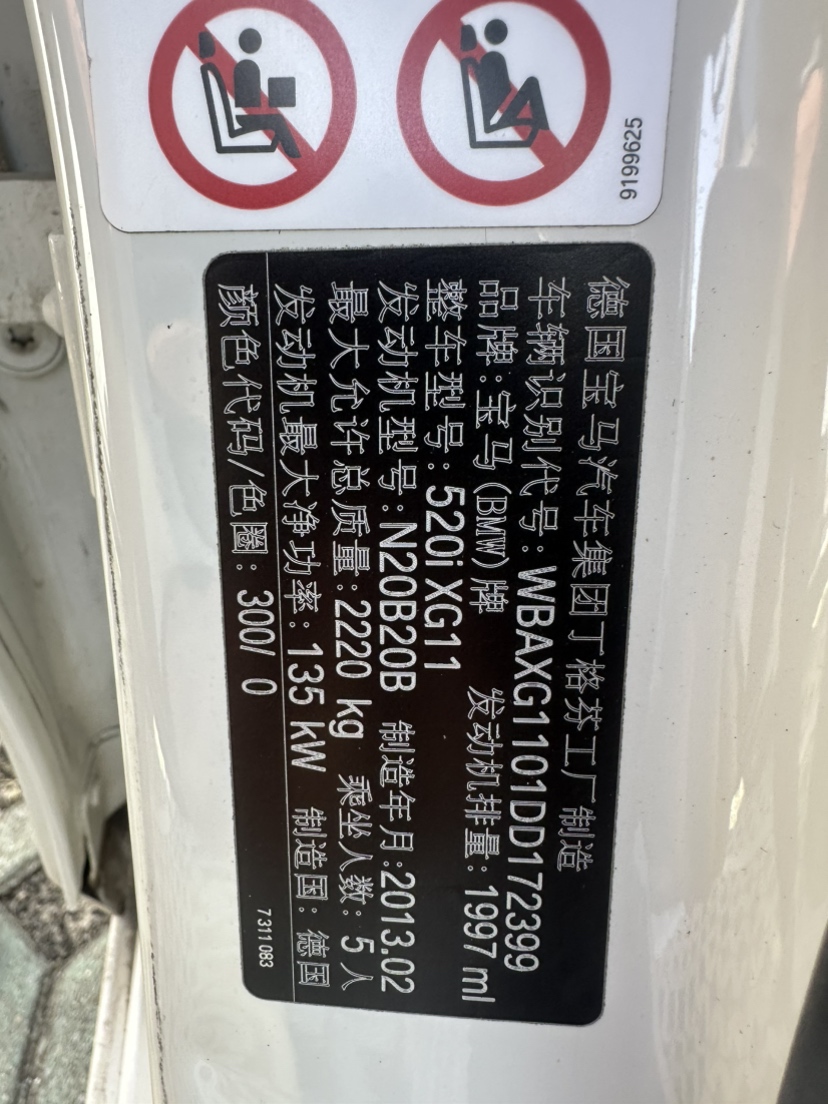 9199625
德国宝马汽车集团丁格芬工厂制造
车辆识别代号:WBAXG1101DD172399
品牌:宝马(BMW)牌 发动机排量:1997 ml
整车型号:520i XG11
发动机型号:N20B20B 制造年月:2013.02
最大允许总质量:2220 kg 乘坐人数: 5 人
发动机最大净功率:135 kW 制造国: 德国
颜色代码/色圈: 300/ 0
7 311 083